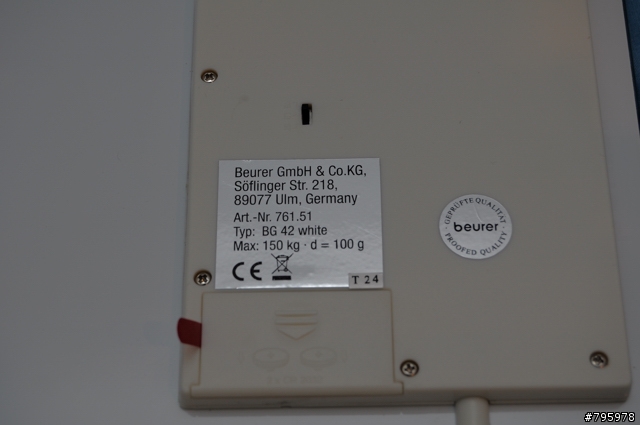 Beurer GmbH & Co.KG,
Söflinger Str. 218,
89077 Ulm, Germany
Art.-Nr. 761.51
Typ: BG 42 white
Max: 150 kg · d = 100 g
CE
T 24
GEPRÜFTE QUALITÄT
beurer
PROOFED QUALITY
#795978